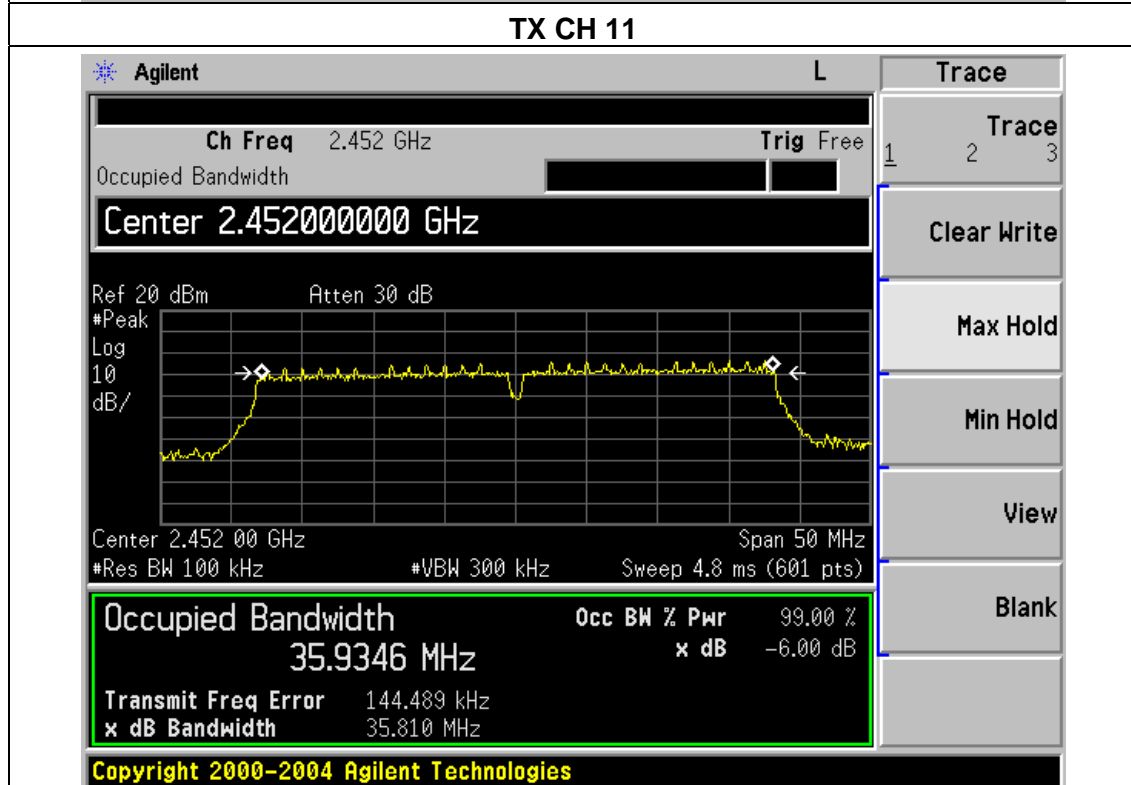 TX CH 11
Agilent L Trace
Ch Freq 2.452 GHz Trig Free
Occupied Bandwidth
Center 2.452000000 GHz
Ref 20 dBm Atten 30 dB
#Peak
Log
10
dB/
Center 2.452 00 GHz Span 50 MHz
#Res BW 100 kHz #VBW 300 kHz Sweep 4.8 ms (601 pts)
Occupied Bandwidth Occ BW % Pwr 99.00 %
35.9346 MHz x dB -6.00 dB
Transmit Freq Error 144.489 kHz
x dB Bandwidth 35.810 MHz
Copyright 2000-2004 Agilent Technologies
Trace
1 2 3
Clear Write
Max Hold
Min Hold
View
Blank